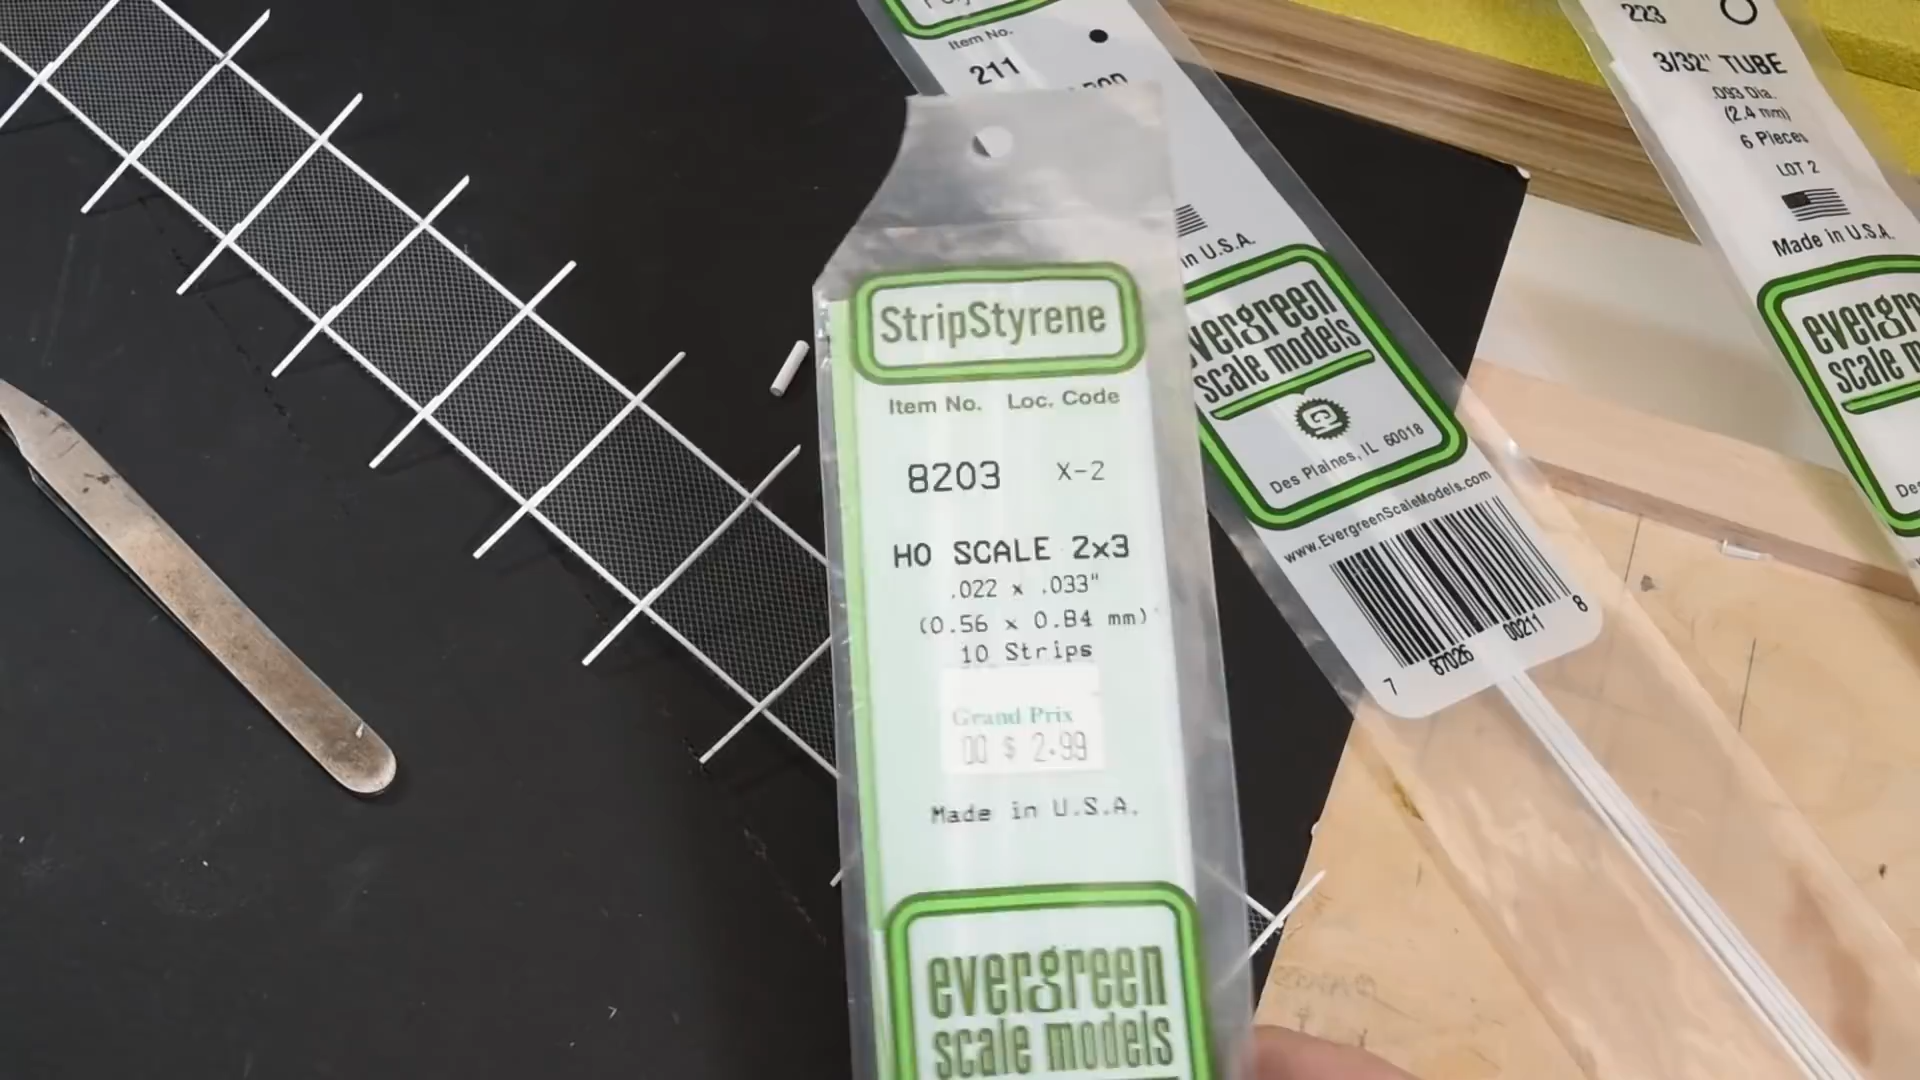 StripStyrene
Item No. Loc. Code
8203 X-2
HO SCALE 2x3
.022 x .033"
(0.56 x 0.84 mm)
10 Strips
Grand Prix
00 $ 2.99
Made in U.S.A.
evergreen
scale models
Item No.
211
in U.S.A.
evergreen
scale models
Des Plaines, IL 60018
www.EvergreenScaleModels.com
7 87026 00211 8
223
3/32" TUBE
.093 Dia.
(2.4 mm)
6 Pieces
LOT 2
Made in U.S.A.
evergre
scale m
Des